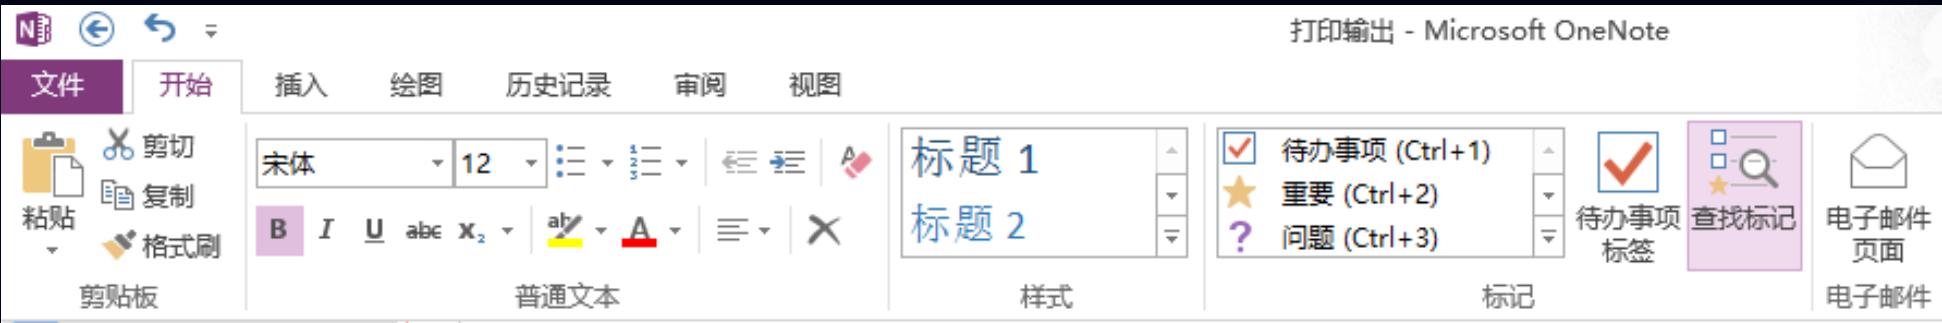 打印输出 - Microsoft OneNote
文件 开始 插入 绘图 历史记录 审阅 视图
粘贴
剪切
复制
格式刷
剪贴板
宋体 12
B I U abc x₂ aby A
普通文本
标题 1
标题 2
样式
待办事项 (Ctrl+1)
重要 (Ctrl+2)
问题 (Ctrl+3)
待办事项
标签
查找标记
标记
电子邮件
页面
电子邮件